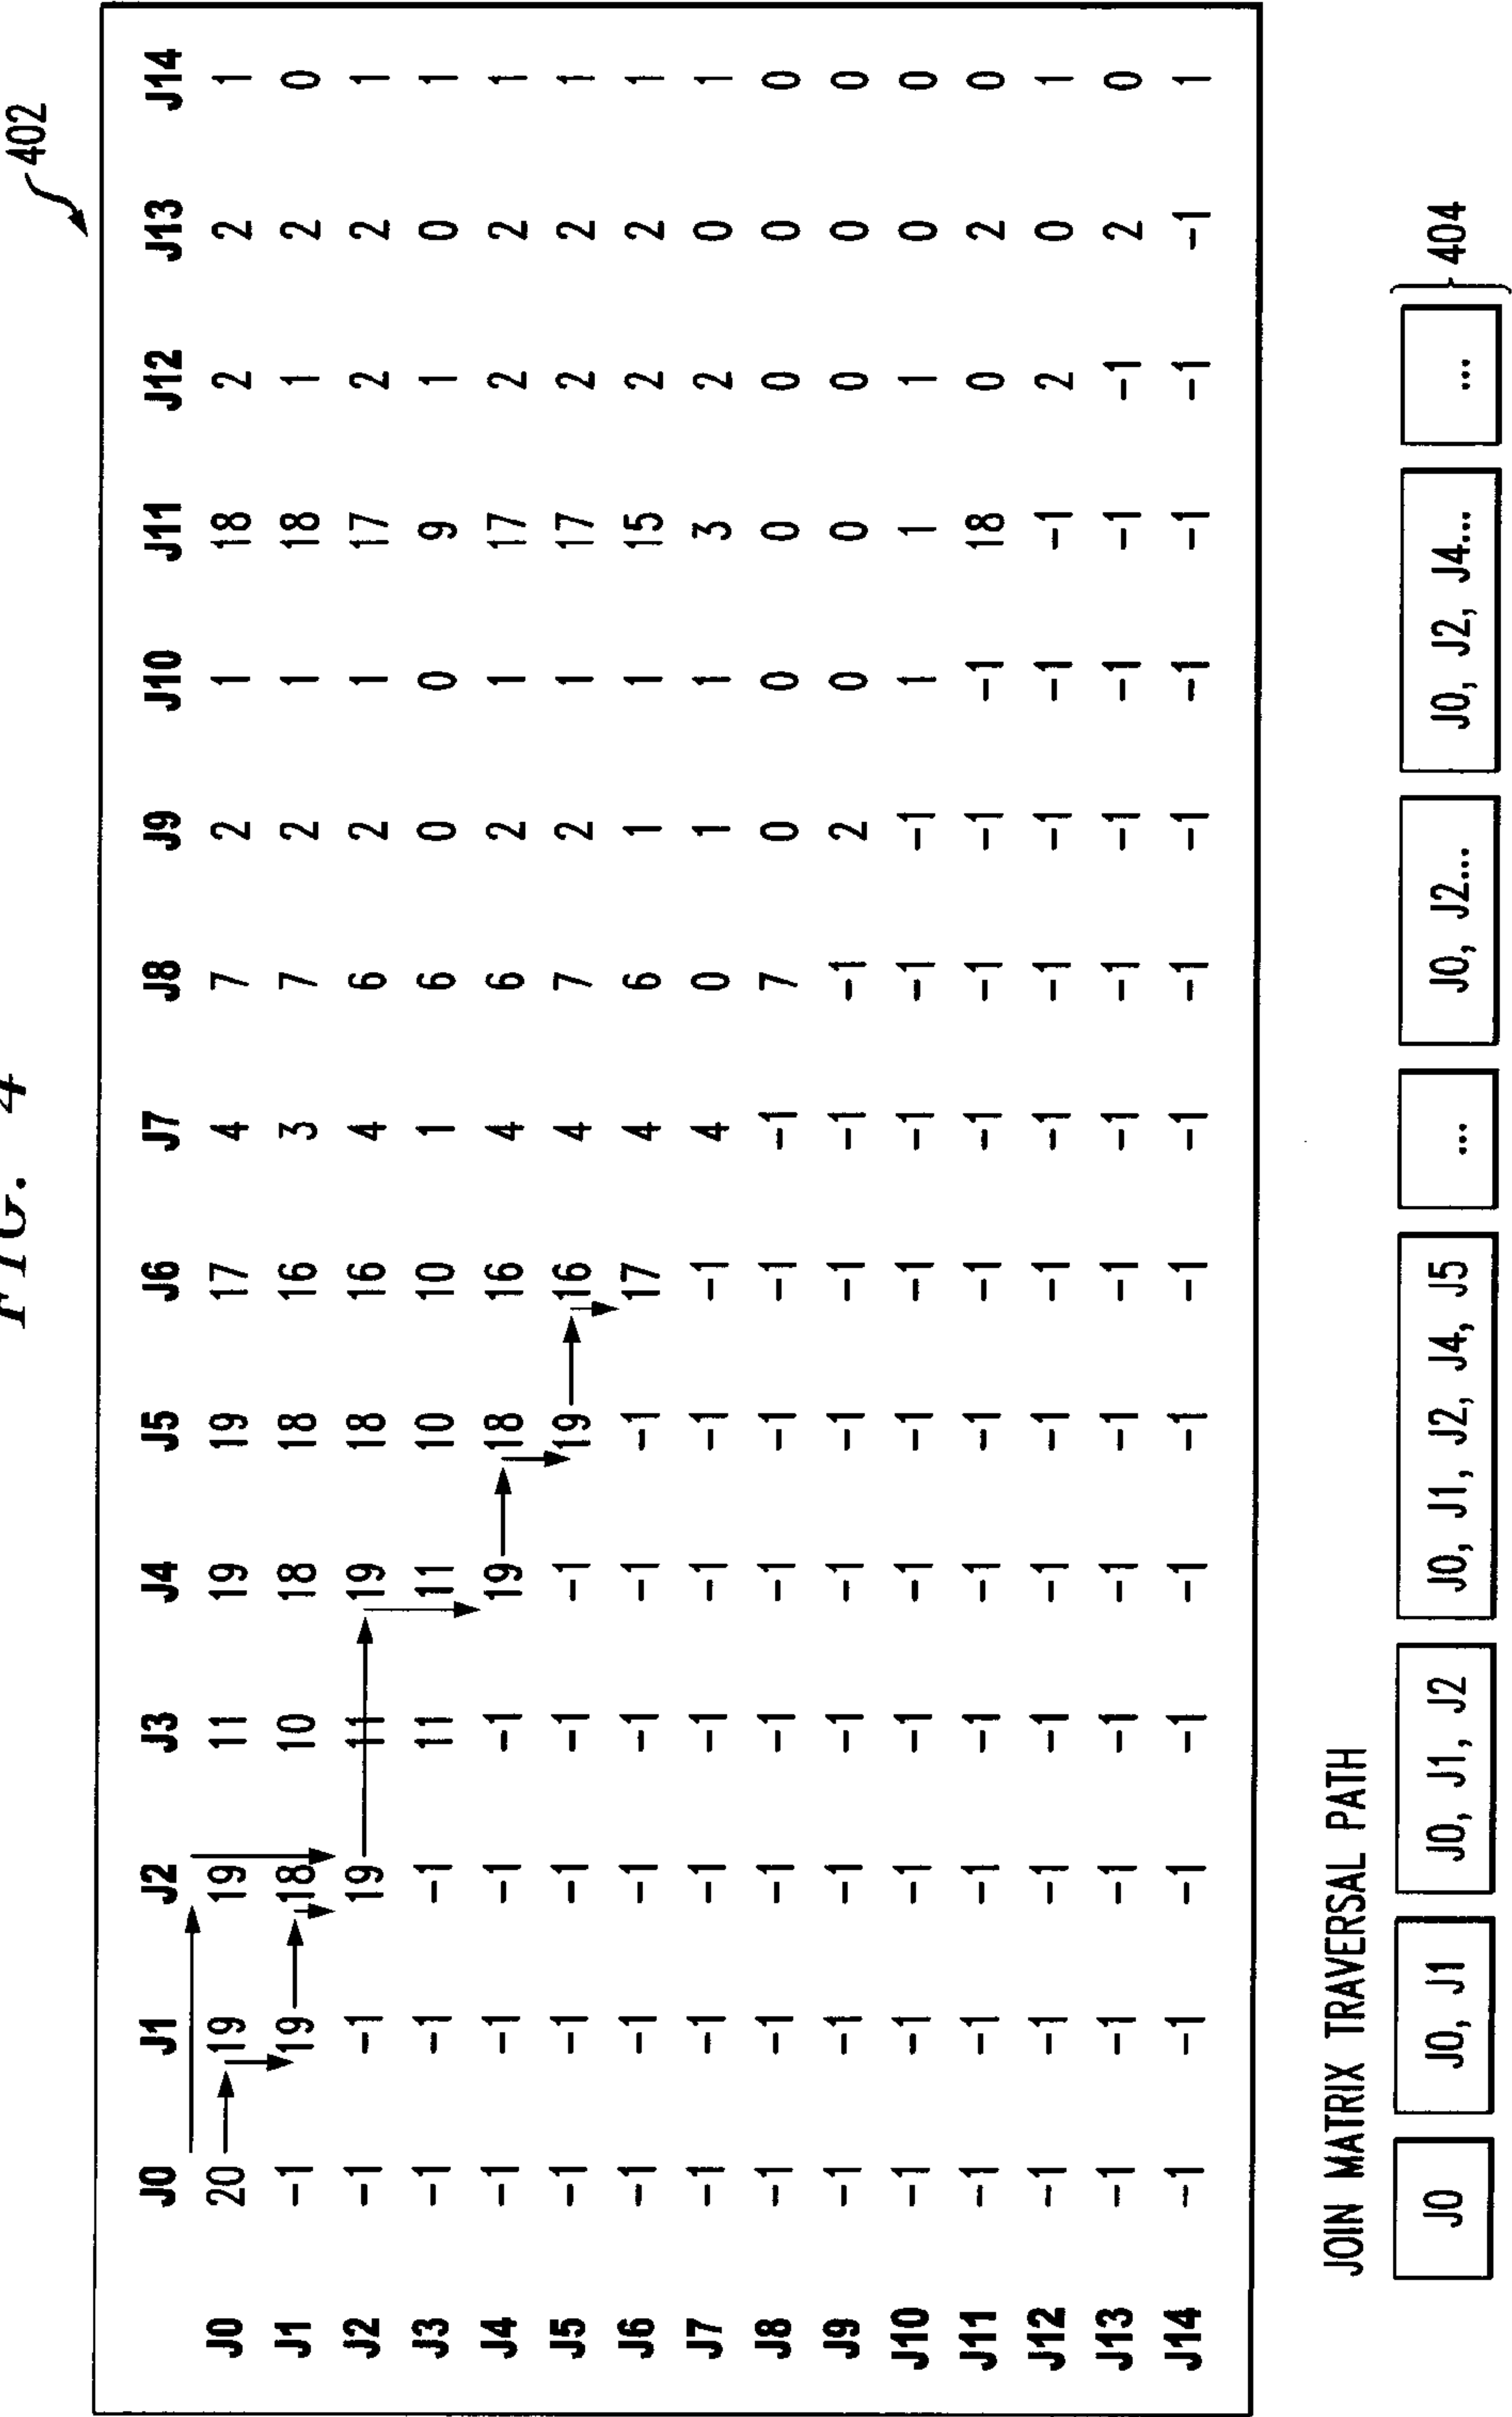 FIG. 4
402
J0 J1 J2 J3 J4 J5 J6 J7 J8 J9 J10 J11 J12 J13 J14
J0 20 19 19 11 19 19 17 4 7 2 1 18 2 2 1
J1 -1 19 18 10 18 18 16 3 7 2 1 18 1 2 0
J2 -1 -1 19 11 19 18 16 4 6 2 1 17 2 2 1
J3 -1 -1 -1 11 11 10 10 1 6 0 0 9 1 0 1
J4 -1 -1 -1 -1 19 18 16 4 6 2 1 17 2 2 1
J5 -1 -1 -1 -1 -1 19 16 4 7 2 1 17 2 2 1
J6 -1 -1 -1 -1 -1 -1 17 4 6 1 1 15 2 2 1
J7 -1 -1 -1 -1 -1 -1 -1 4 0 1 1 3 2 0 1
J8 -1 -1 -1 -1 -1 -1 -1 -1 7 0 0 0 0 0 0
J9 -1 -1 -1 -1 -1 -1 -1 -1 -1 2 0 0 0 0 0
J10 -1 -1 -1 -1 -1 -1 -1 -1 -1 -1 1 1 1 0 0
J11 -1 -1 -1 -1 -1 -1 -1 -1 -1 -1 -1 18 0 2 0
J12 -1 -1 -1 -1 -1 -1 -1 -1 -1 -1 -1 -1 2 0 1
J13 -1 -1 -1 -1 -1 -1 -1 -1 -1 -1 -1 -1 -1 2 0
J14 -1 -1 -1 -1 -1 -1 -1 -1 -1 -1 -1 -1 -1 -1 1
JOIN MATRIX TRAVERSAL PATH
J0 J0, J1 J0, J1, J2 J0, J1, J2, J4, J5 ... J0, J2... J0, J2, J4... ... 404